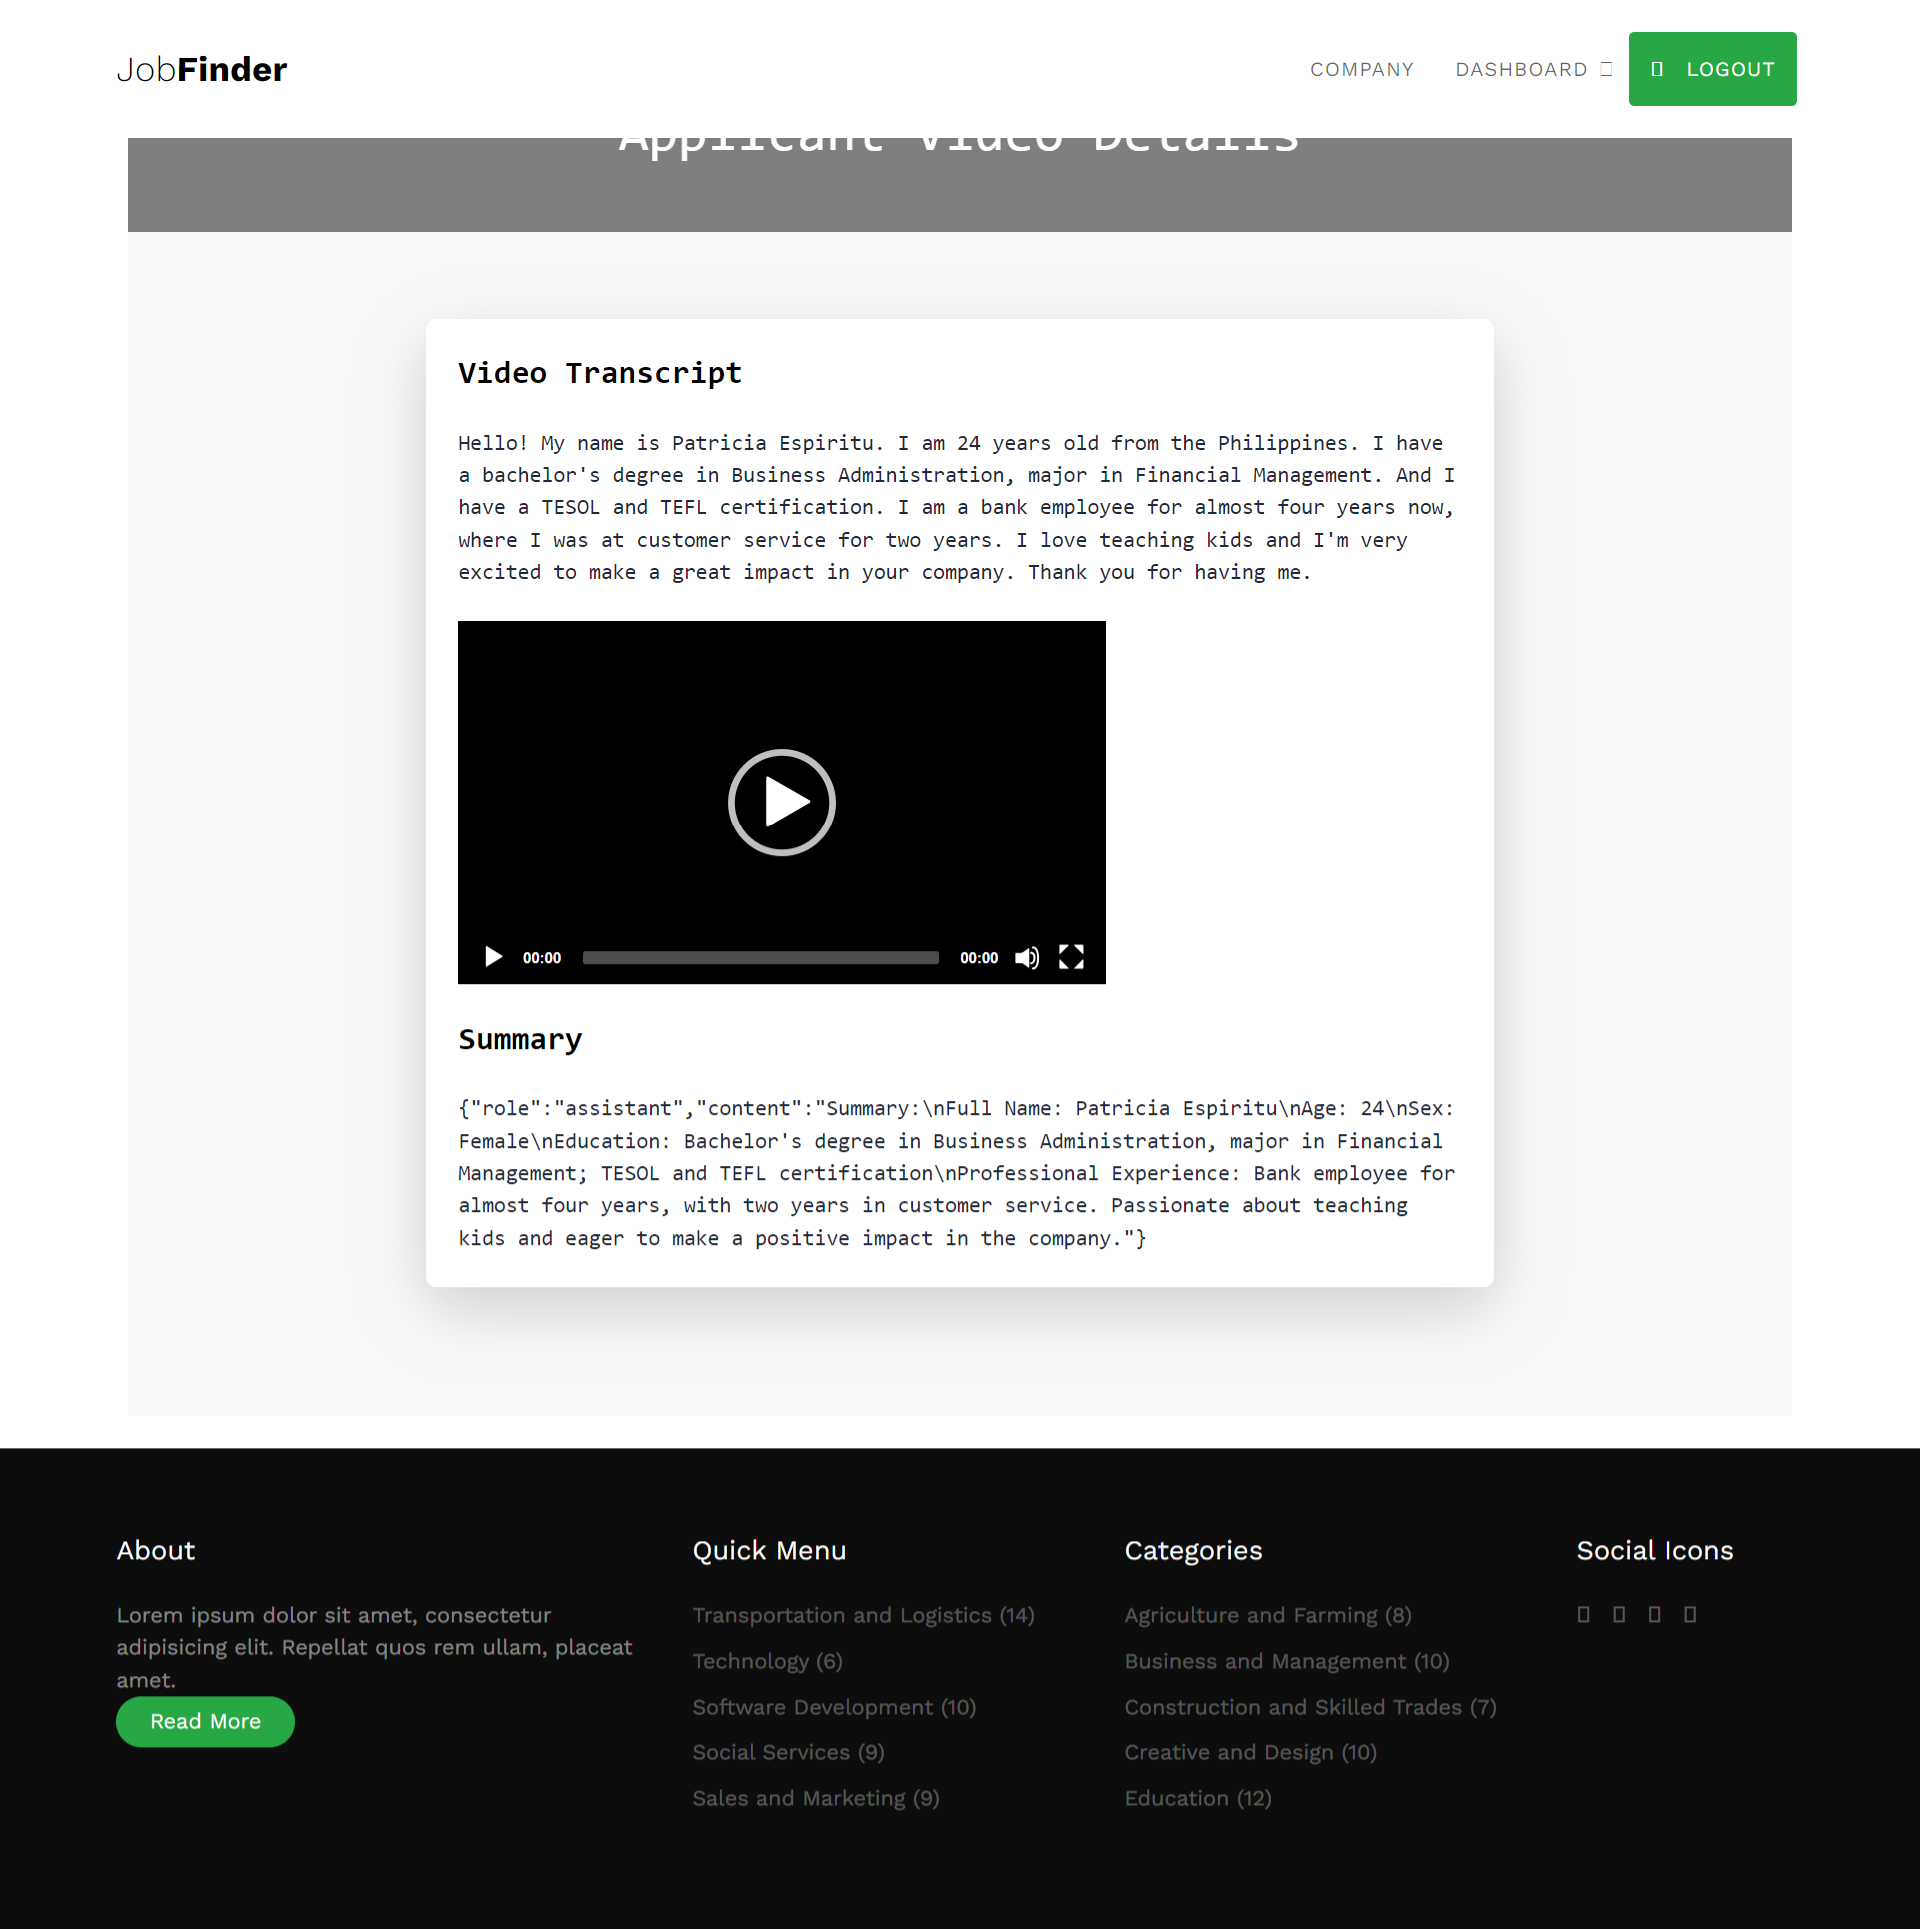 JobFinder
COMPANY DASHBOARD LOGOUT
Applicant Video Details
Video Transcript
Hello! My name is Patricia Espiritu. I am 24 years old from the Philippines. I have
a bachelor's degree in Business Administration, major in Financial Management. And I
have a TESOL and TEFL certification. I am a bank employee for almost four years now,
where I was at customer service for two years. I love teaching kids and I'm very
excited to make a great impact in your company. Thank you for having me.
00:00 00:00
Summary
{"role":"assistant","content":"Summary:\nFull Name: Patricia Espiritu\nAge: 24\nSex:
Female\nEducation: Bachelor's degree in Business Administration, major in Financial
Management; TESOL and TEFL certification\nProfessional Experience: Bank employee for
almost four years, with two years in customer service. Passionate about teaching
kids and eager to make a positive impact in the company."}
About
Lorem ipsum dolor sit amet, consectetur
adipisicing elit. Repellat quos rem ullam, placeat
amet.
Read More
Quick Menu
Transportation and Logistics (14)
Technology (6)
Software Development (10)
Social Services (9)
Sales and Marketing (9)
Categories
Agriculture and Farming (8)
Business and Management (10)
Construction and Skilled Trades (7)
Creative and Design (10)
Education (12)
Social Icons